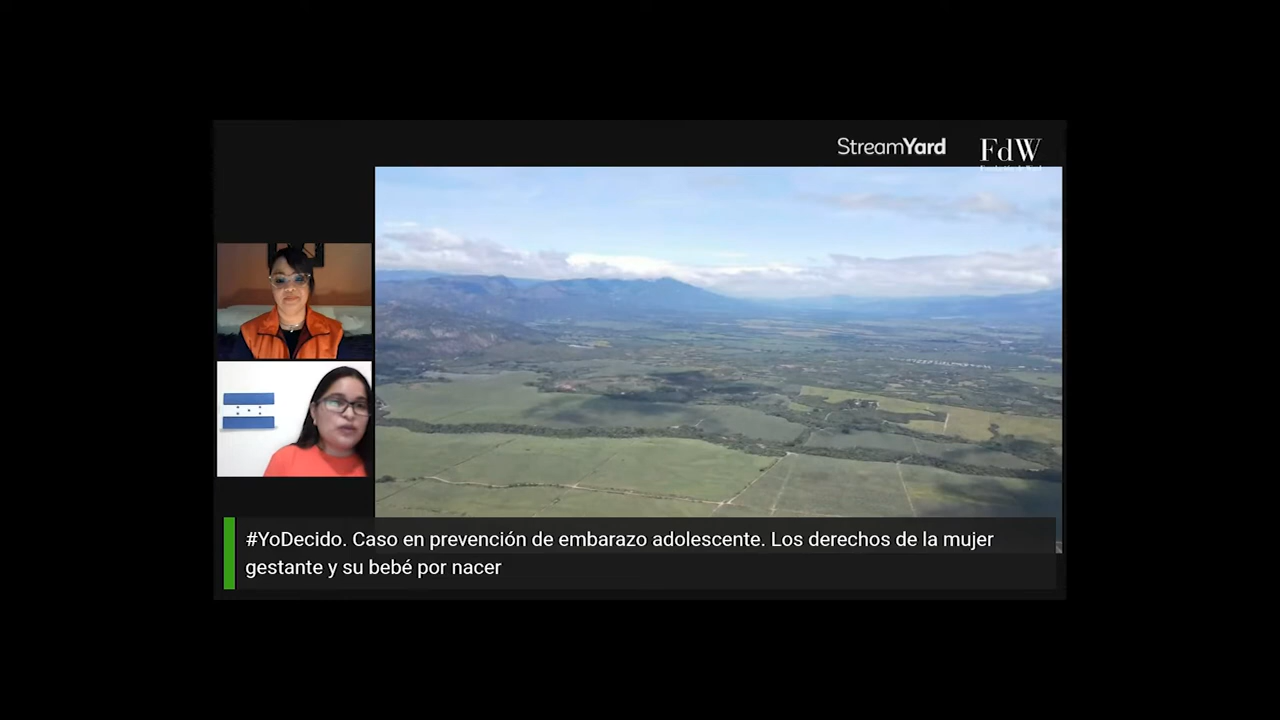 StreamYard
FdW
#YoDecido. Caso en prevención de embarazo adolescente. Los derechos de la mujer
gestante y su bebé por nacer